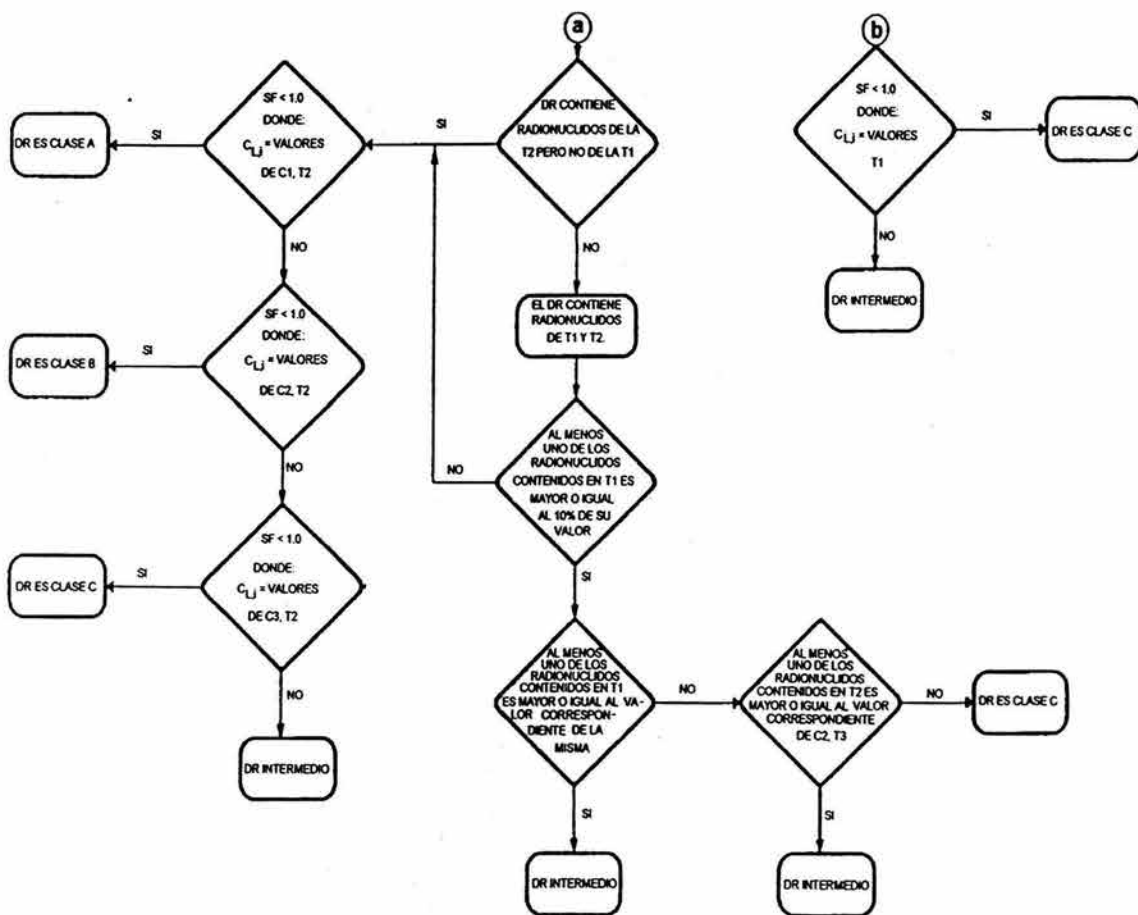 a
b
SF < 1.0
DONDE:
C i,j = VALORES
DE C1, T2
SI
DR ES CLASE A
NO
SF < 1.0
DONDE:
C i,j = VALORES
DE C2, T2
SI
DR ES CLASE B
NO
SF < 1.0
DONDE:
C i,j = VALORES
DE C3, T2
SI
DR ES CLASE C
NO
DR INTERMEDIO
DR CONTIENE
RADIONUCLIDOS DE LA
T2 PERO NO DE LA T1
SI
NO
EL DR CONTIENE
RADIONUCLIDOS
DE T1 Y T2.
AL MENOS
UNO DE LOS
RADIONUCLIDOS
CONTENIDOS EN T1 ES
MAYOR O IGUAL
AL 10% DE SU
VALOR
NO
SI
AL MENOS
UNO DE LOS
RADIONUCLIDOS
CONTENIDOS EN T1
ES MAYOR O IGUAL AL VA-
LOR CORRESPON-
DIENTE DE LA
MISMA
NO
SI
DR INTERMEDIO
AL MENOS
UNO DE LOS
RADIONUCLIDOS
CONTENIDOS EN T2 ES
MAYOR O IGUAL AL VALOR
CORRESPONDIENTE
DE C2, T3
NO
DR ES CLASE C
SI
DR INTERMEDIO
SF < 1.0
DONDE:
C i,j = VALORES
T1
SI
DR ES CLASE C
NO
DR INTERMEDIO